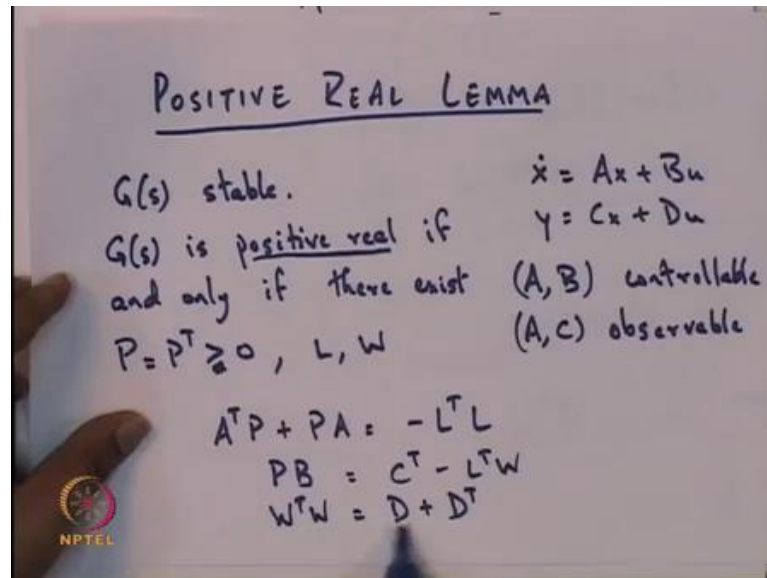 POSITIVE REAL LEMMA
G(s) stable.
G(s) is positive real if
and only if there exist
P = Pᵀ ≥ 0, L, W
ẋ = Ax + Bu
y = Cx + Du
(A, B) controllable
(A, C) observable
AᵀP + PA = -LᵀL
PB = Cᵀ - LᵀW
WᵀW = D + Dᵀ
NPTEL